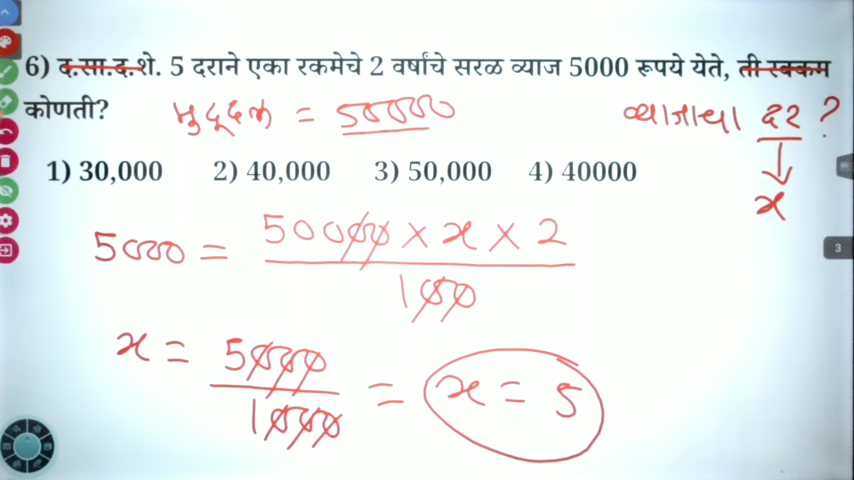 6) द.सा.द.शे. 5 दराने एका रकमेचे 2 वर्षांचे सरळ व्याज 5000 रूपये येते, ती रक्कम
कोणती? मुद्दल = 50000 व्याजाचा दर ?
x
1) 30,000 2) 40,000 3) 50,000 4) 40000
5000 = 50000 × x × 2 / 100
x = 5000 / 1000 = x = 5
3